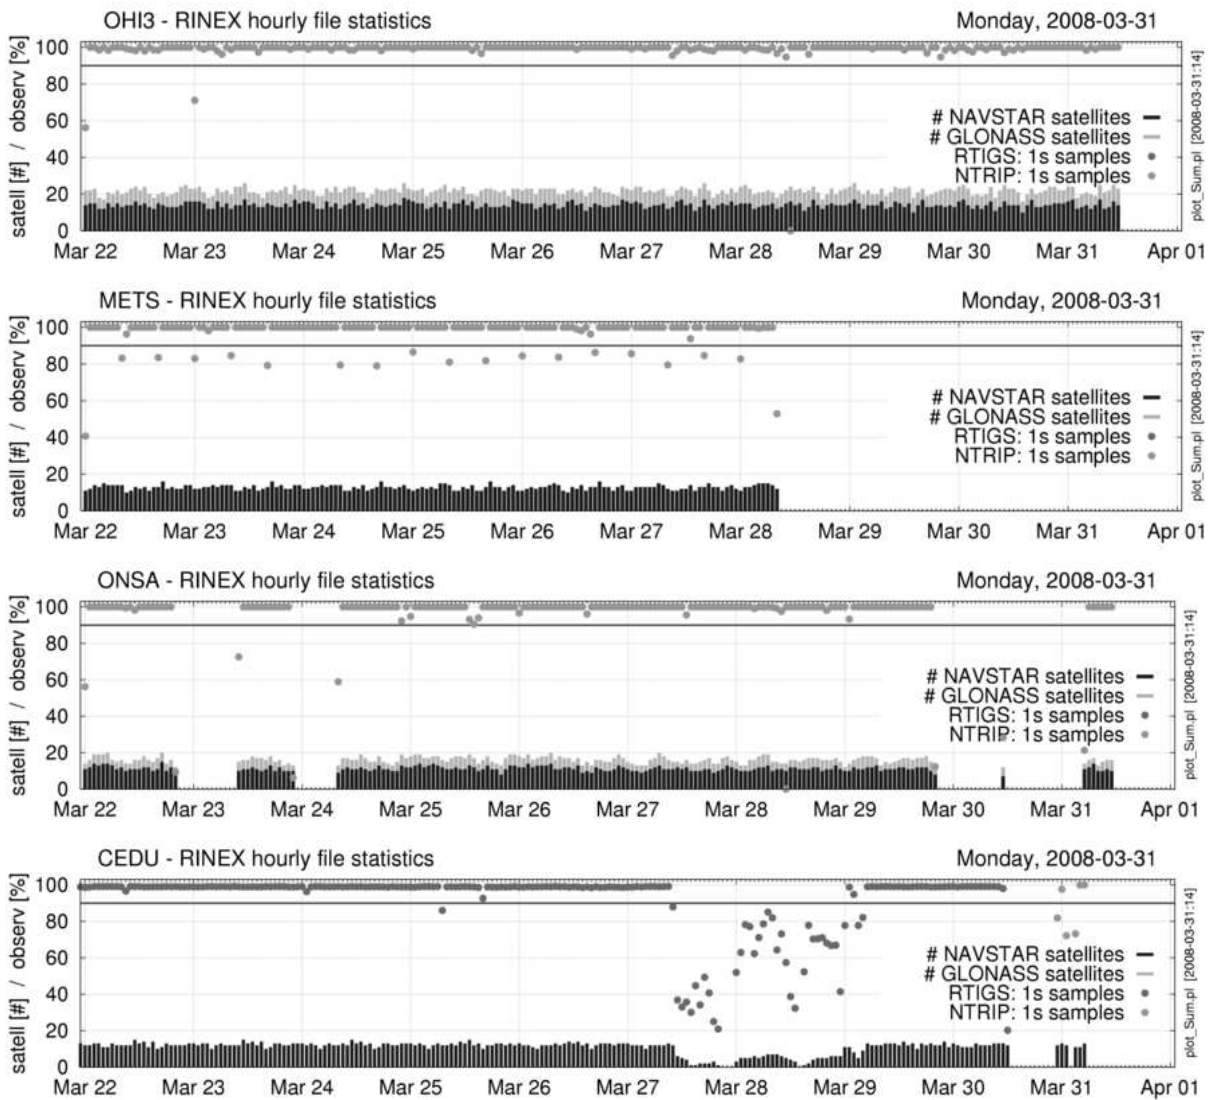 OHI3 - RINEX hourly file statistics Monday, 2008-03-31
satell [#] / observ [%]
100
80
60
40
20
0
# NAVSTAR satellites
# GLONASS satellites
RTIGS: 1s samples
NTRIP: 1s samples
plot_Sum.pl [2008-03-31:14]
Mar 22 Mar 23 Mar 24 Mar 25 Mar 26 Mar 27 Mar 28 Mar 29 Mar 30 Mar 31 Apr 01
METS - RINEX hourly file statistics Monday, 2008-03-31
satell [#] / observ [%]
100
80
60
40
20
0
# NAVSTAR satellites
# GLONASS satellites
RTIGS: 1s samples
NTRIP: 1s samples
plot_Sum.pl [2008-03-31:14]
Mar 22 Mar 23 Mar 24 Mar 25 Mar 26 Mar 27 Mar 28 Mar 29 Mar 30 Mar 31 Apr 01
ONSA - RINEX hourly file statistics Monday, 2008-03-31
satell [#] / observ [%]
100
80
60
40
20
0
# NAVSTAR satellites
# GLONASS satellites
RTIGS: 1s samples
NTRIP: 1s samples
plot_Sum.pl [2008-03-31:14]
Mar 22 Mar 23 Mar 24 Mar 25 Mar 26 Mar 27 Mar 28 Mar 29 Mar 30 Mar 31 Apr 01
CEDU - RINEX hourly file statistics Monday, 2008-03-31
satell [#] / observ [%]
100
80
60
40
20
0
# NAVSTAR satellites
# GLONASS satellites
RTIGS: 1s samples
NTRIP: 1s samples
plot_Sum.pl [2008-03-31:14]
Mar 22 Mar 23 Mar 24 Mar 25 Mar 26 Mar 27 Mar 28 Mar 29 Mar 30 Mar 31 Apr 01